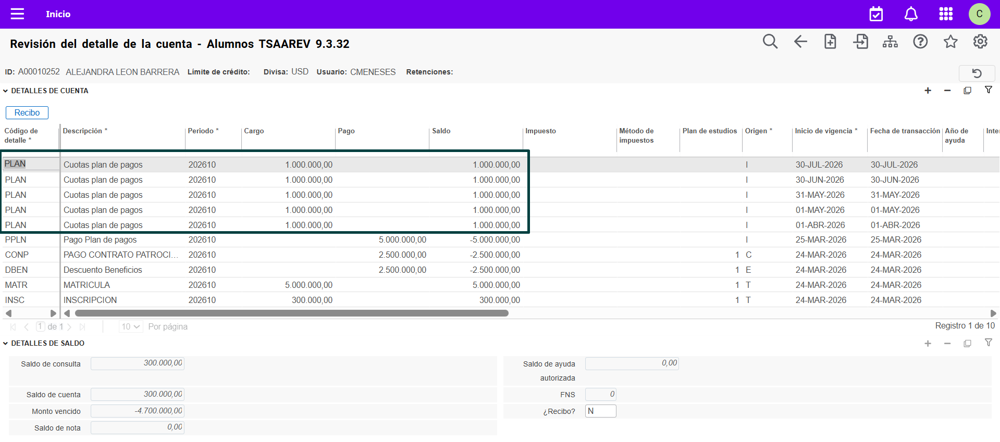 Inicio
C
Revisión del detalle de la cuenta - Alumnos TSAAREV 9.3.32
ID: A00010252 ALEJANDRA LEON BARRERA Límite de crédito: Divisa: USD Usuario: CMENESES Retenciones:
DETALLES DE CUENTA
Recibo
Código de detalle * Descripción * Periodo * Cargo Pago Saldo Impuesto Método de impuestos Plan de estudios Origen * Inicio de vigencia * Fecha de transacción Año de ayuda Inter
PLAN Cuotas plan de pagos 202610 1.000.000,00 1.000.000,00 I 30-JUL-2026 30-JUL-2026
PLAN Cuotas plan de pagos 202610 1.000.000,00 1.000.000,00 I 30-JUN-2026 30-JUN-2026
PLAN Cuotas plan de pagos 202610 1.000.000,00 1.000.000,00 I 31-MAY-2026 31-MAY-2026
PLAN Cuotas plan de pagos 202610 1.000.000,00 1.000.000,00 I 01-MAY-2026 01-MAY-2026
PLAN Cuotas plan de pagos 202610 1.000.000,00 1.000.000,00 I 01-ABR-2026 01-ABR-2026
PPLN Pago Plan de pagos 202610 5.000.000,00 -5.000.000,00 I 25-MAR-2026 25-MAR-2026
CONP PAGO CONTRATO PATROCI... 202610 2.500.000,00 -2.500.000,00 1 C 24-MAR-2026 24-MAR-2026
DBEN Descuento Beneficios 202610 2.500.000,00 -2.500.000,00 1 E 24-MAR-2026 24-MAR-2026
MATR MATRICULA 202610 5.000.000,00 5.000.000,00 1 T 24-MAR-2026 24-MAR-2026
INSC INSCRIPCION 202610 300.000,00 300.000,00 1 T 24-MAR-2026 24-MAR-2026
1 de 1 10 Por página Registro 1 de 10
DETALLES DE SALDO
Saldo de consulta 300.000,00 Saldo de ayuda autorizada 0,00
Saldo de cuenta 300.000,00 FNS 0
Monto vencido -4.700.000,00 ¿Recibo? N
Saldo de nota 0,00